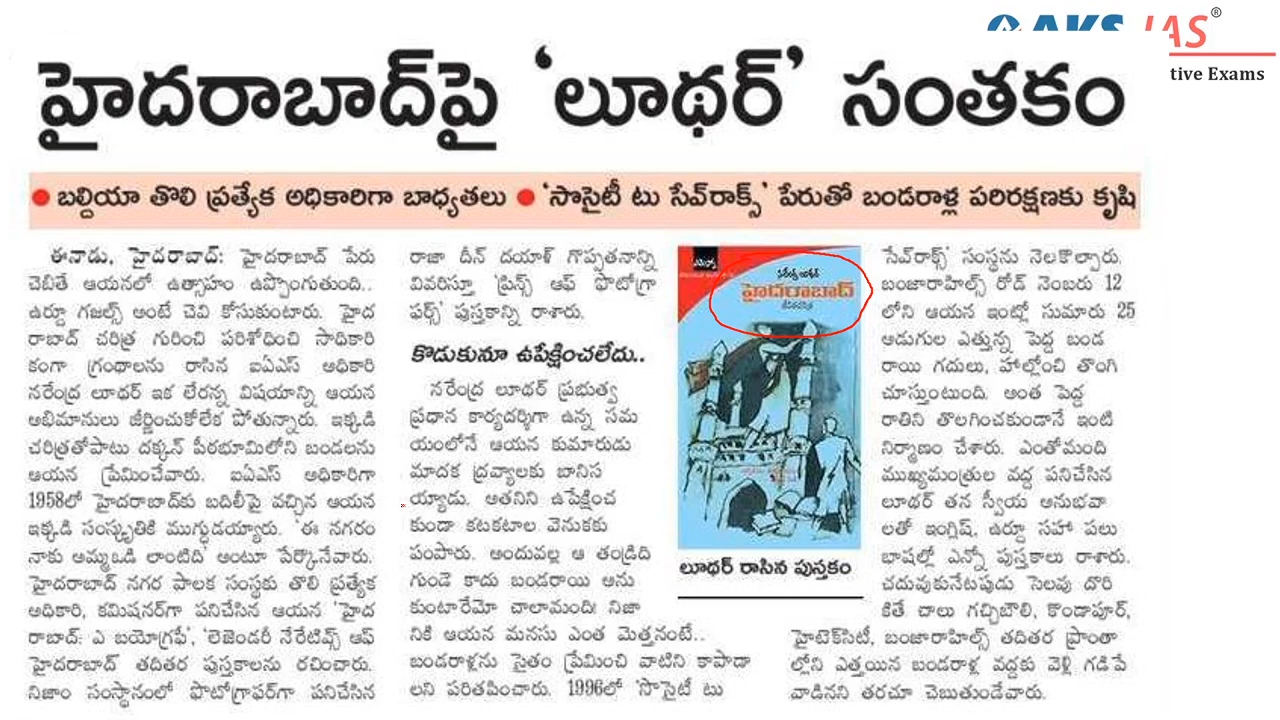 AKS IAS®
tive Exams
హైదరాబాద్‌పై ‘లూథర్’ సంతకం
● బల్దియా తొలి ప్రత్యేక అధికారిగా బాధ్యతలు ● ‘సొసైటీ టు సేవ్‌రాక్స్’ పేరుతో బండరాళ్ల పరిరక్షణకు కృషి
ఈనాడు, హైదరాబాద్: హైదరాబాద్ పేరు
చెబితే ఆయనలో ఉత్సాహం ఉప్పొంగుతుంది..
ఉర్దూ గజల్స్ అంటే చెవి కోసుకుంటారు. హైద
రాబాద్ చరిత్ర గురించి పరిశోధించి సాధికారి
కంగా గ్రంథాలను రాసిన ఐఏఎస్ అధికారి
నరేంద్ర లూథర్ ఇక లేరన్న విషయాన్ని ఆయన
అభిమానులు జీర్ణించుకోలేక పోతున్నారు. ఇక్కడి
చరిత్రతోపాటు దక్కన్ పీఠభూమిలోని బండలను
ఆయన ప్రేమించేవారు. ఐఏఎస్ అధికారిగా
1958లో హైదరాబాద్‌కు బదిలీపై వచ్చిన ఆయన
ఇక్కడి సంస్కృతికి ముగ్ధుడయ్యారు. ‘ఈ నగరం
నాకు అమ్మఒడి లాంటిది’ అంటూ పేర్కొనేవారు.
హైదరాబాద్ నగర పాలక సంస్థకు తొలి ప్రత్యేక
అధికారి, కమిషనర్‌గా పనిచేసిన ఆయన ‘హైద
రాబాద్: ఎ బయోగ్రఫీ’, ‘లెజెండరీ నేరేటివ్స్ ఆఫ్
హైదరాబాద్’ తదితర పుస్తకాలను రచించారు.
నిజాం సంస్థానంలో ఫొటోగ్రాఫర్‌గా పనిచేసిన
రాజా దీన్ దయాళ్ గొప్పతనాన్ని
వివరిస్తూ ‘ప్రిన్స్ ఆఫ్ ఫొటోగ్రా
ఫర్స్’ పుస్తకాన్ని రాశారు.
కొడుకునూ ఉపేక్షించలేదు..
నరేంద్ర లూథర్ ప్రభుత్వ
ప్రధాన కార్యదర్శిగా ఉన్న సమ
యంలోనే ఆయన కుమారుడు
మాదక ద్రవ్యాలకు బానిస
య్యాడు. అతనిని ఉపేక్షించ
కుండా కటకటాల వెనుకకు
పంపారు. అందువల్ల ఆ తండ్రిది
గుండె కాదు బండరాయి అను
కుంటారేమో చాలామంది! నిజా
నికి ఆయన మనసు ఎంత మెత్తనంటే..
బండరాళ్లను సైతం ప్రేమించి వాటిని కాపాడా
లని పరితపించారు. 1996లో ‘సొసైటీ టు
నరేంద్ర లూథర్
హైదరాబాద్
జీవితచరిత్ర
లూథర్ రాసిన పుస్తకం
సేవ్‌రాక్స్’ సంస్థను నెలకొల్పారు.
బంజారాహిల్స్ రోడ్ నెంబరు 12
లోని ఆయన ఇంట్లో సుమారు 25
అడుగుల ఎత్తున్న పెద్ద బండ
రాయి గదులు, హాల్లోంచి తొంగి
చూస్తుంటుంది. అంత పెద్ద
రాతిని తొలగించకుండానే ఇంటి
నిర్మాణం చేశారు. ఎంతోమంది
ముఖ్యమంత్రుల వద్ద పనిచేసిన
లూథర్ తన స్వీయ అనుభవా
లతో ఇంగ్లిష్, ఉర్దూ సహా పలు
భాషల్లో ఎన్నో పుస్తకాలు రాశారు.
చదువుకునేటపుడు సెలవు దొరి
కితే చాలు గచ్చిబౌలి, కొండాపూర్,
హైటెక్‌సిటీ, బంజారాహిల్స్ తదితర ప్రాంతా
ల్లోని ఎత్తయిన బండరాళ్ల వద్దకు వెళ్లి గడిపే
వాడినని తరచూ చెబుతుండేవారు.